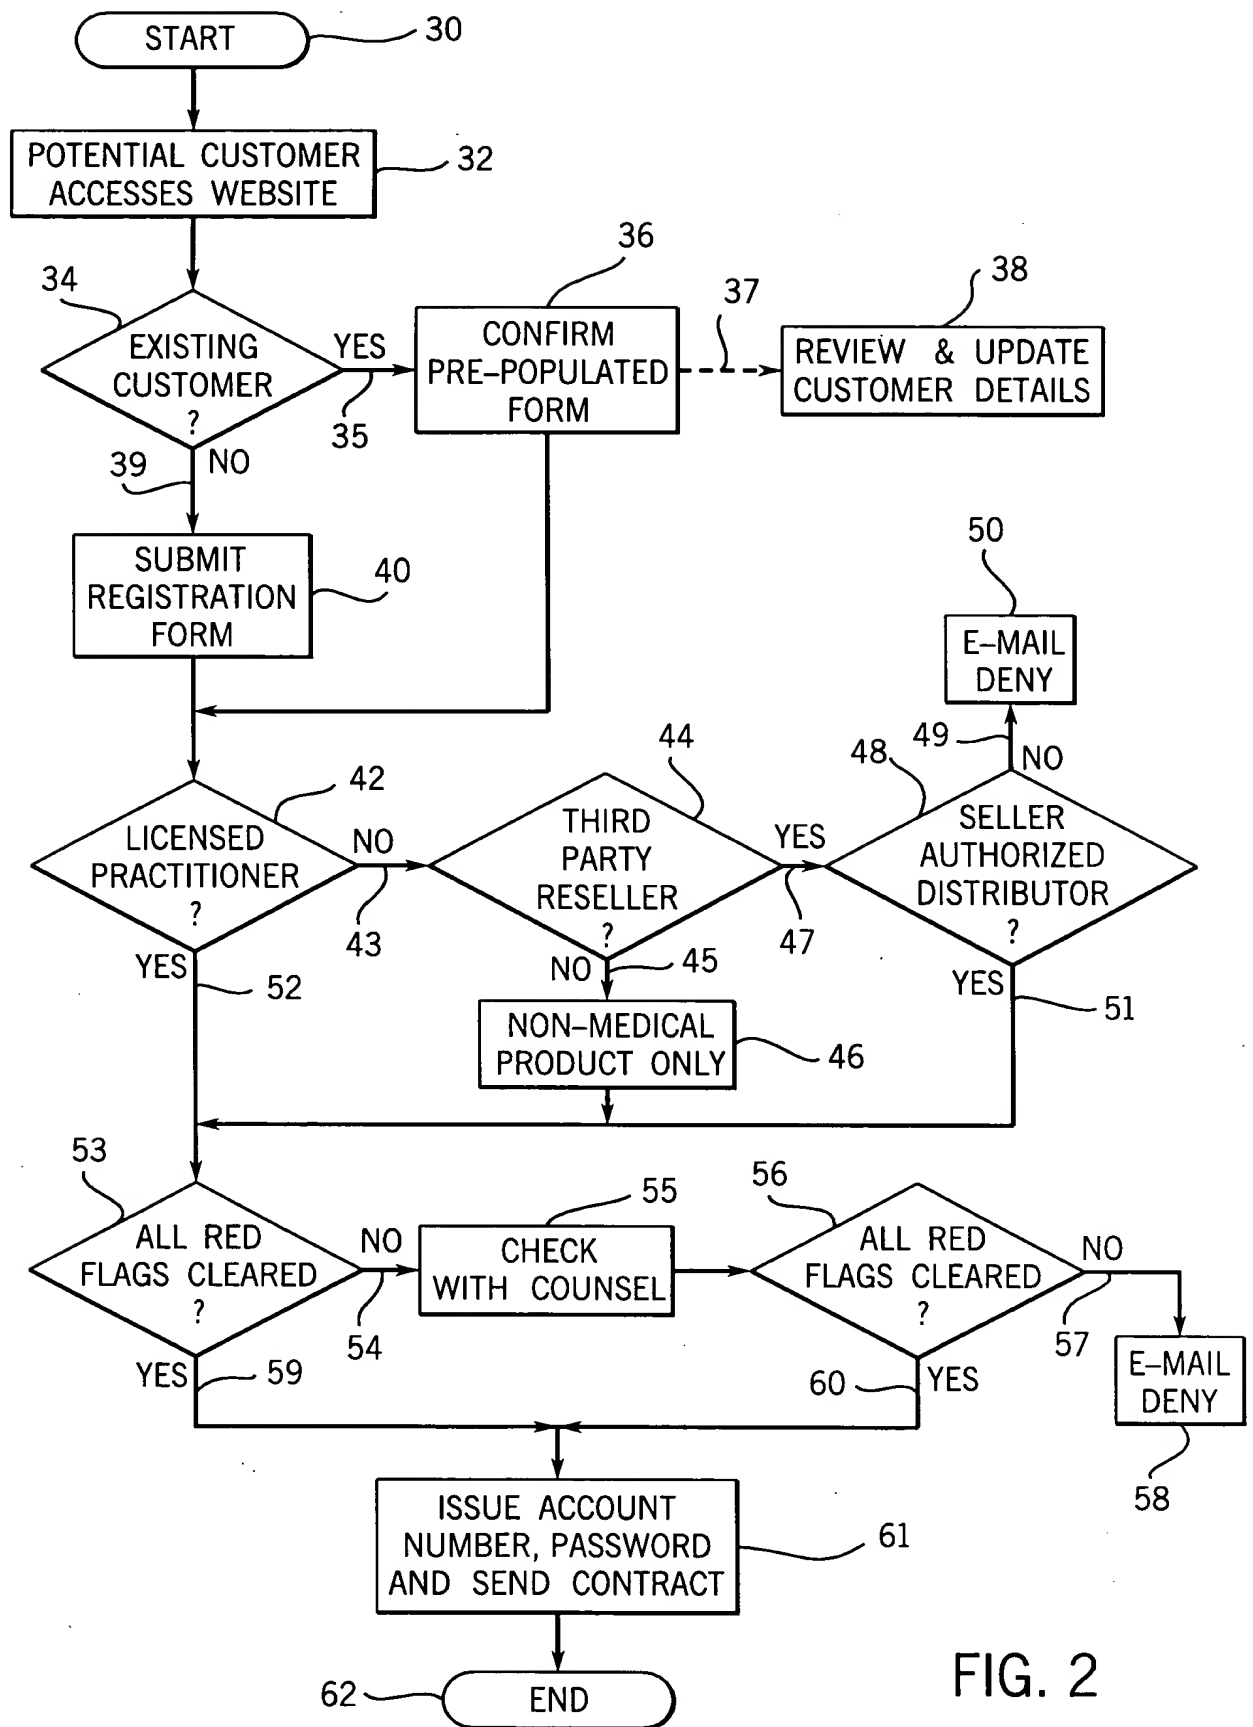 START
30
POTENTIAL CUSTOMER
ACCESSES WEBSITE
32
34
EXISTING
CUSTOMER
?
YES
35
36
CONFIRM
PRE-POPULATED
FORM
37
38
REVIEW & UPDATE
CUSTOMER DETAILS
39
NO
SUBMIT
REGISTRATION
FORM
40
42
LICENSED
PRACTITIONER
?
NO
43
44
THIRD
PARTY
RESELLER
?
YES
47
48
SELLER
AUTHORIZED
DISTRIBUTOR
?
49
NO
50
E-MAIL
DENY
YES
52
NO
45
NON-MEDICAL
PRODUCT ONLY
46
YES
51
53
ALL RED
FLAGS CLEARED
?
NO
54
55
CHECK
WITH COUNSEL
56
ALL RED
FLAGS CLEARED
?
NO
57
E-MAIL
DENY
58
YES
59
60
YES
ISSUE ACCOUNT
NUMBER, PASSWORD
AND SEND CONTRACT
61
62
END
FIG. 2